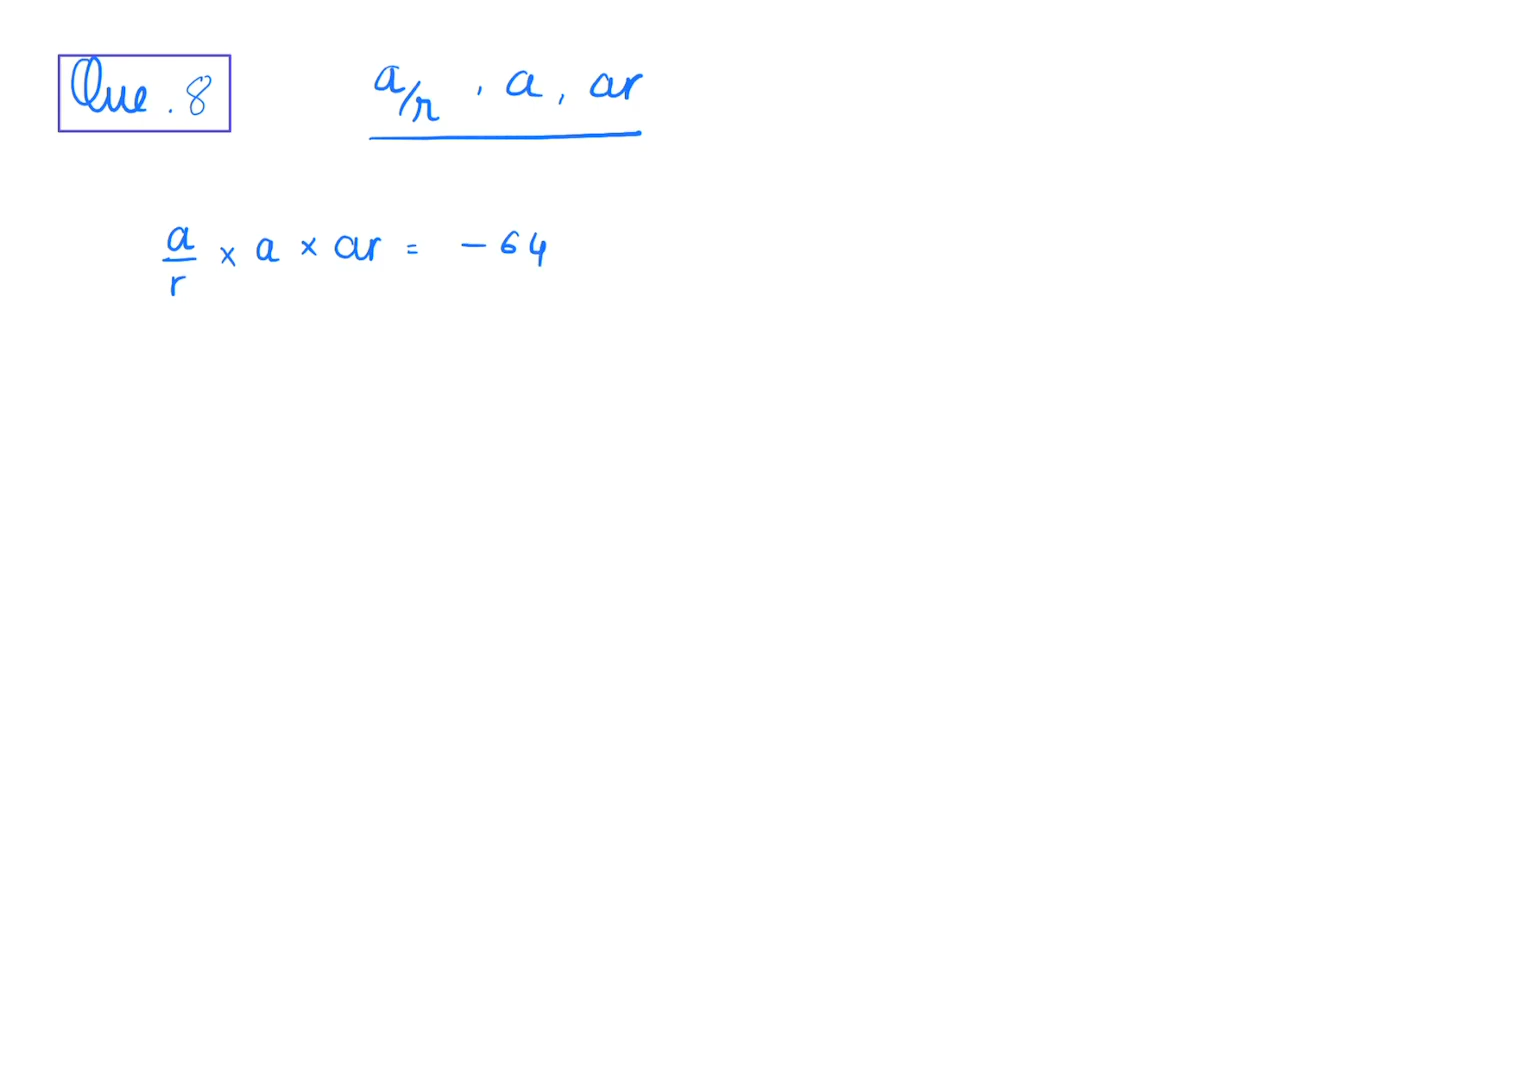 Que. 8
a/r , a, ar
a/r × a × ar = - 64